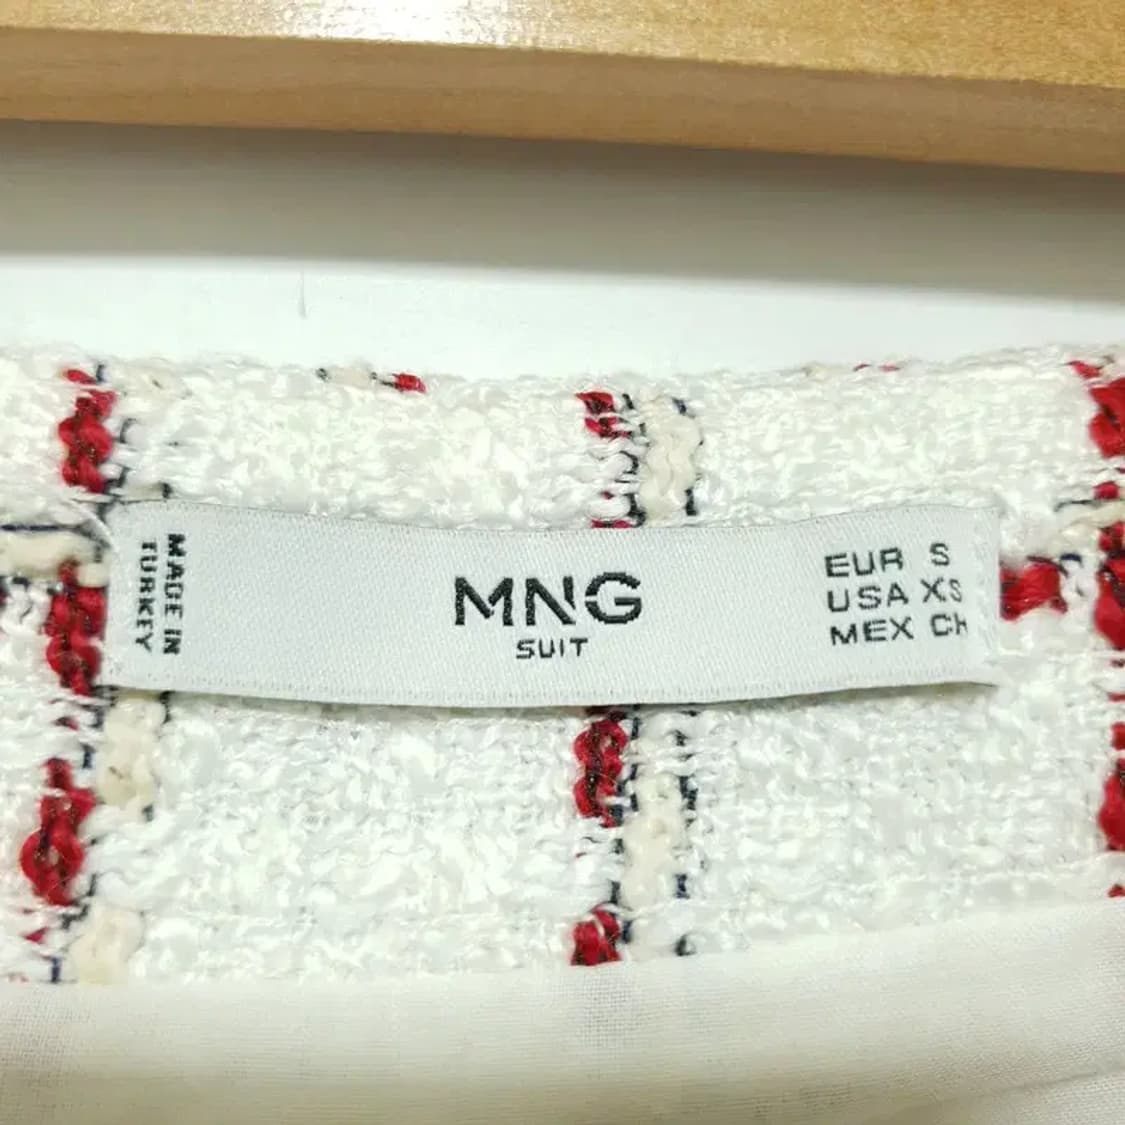 MADE IN
TURKEY
MNG
SUIT
EUR S
USA XS
MEX CH